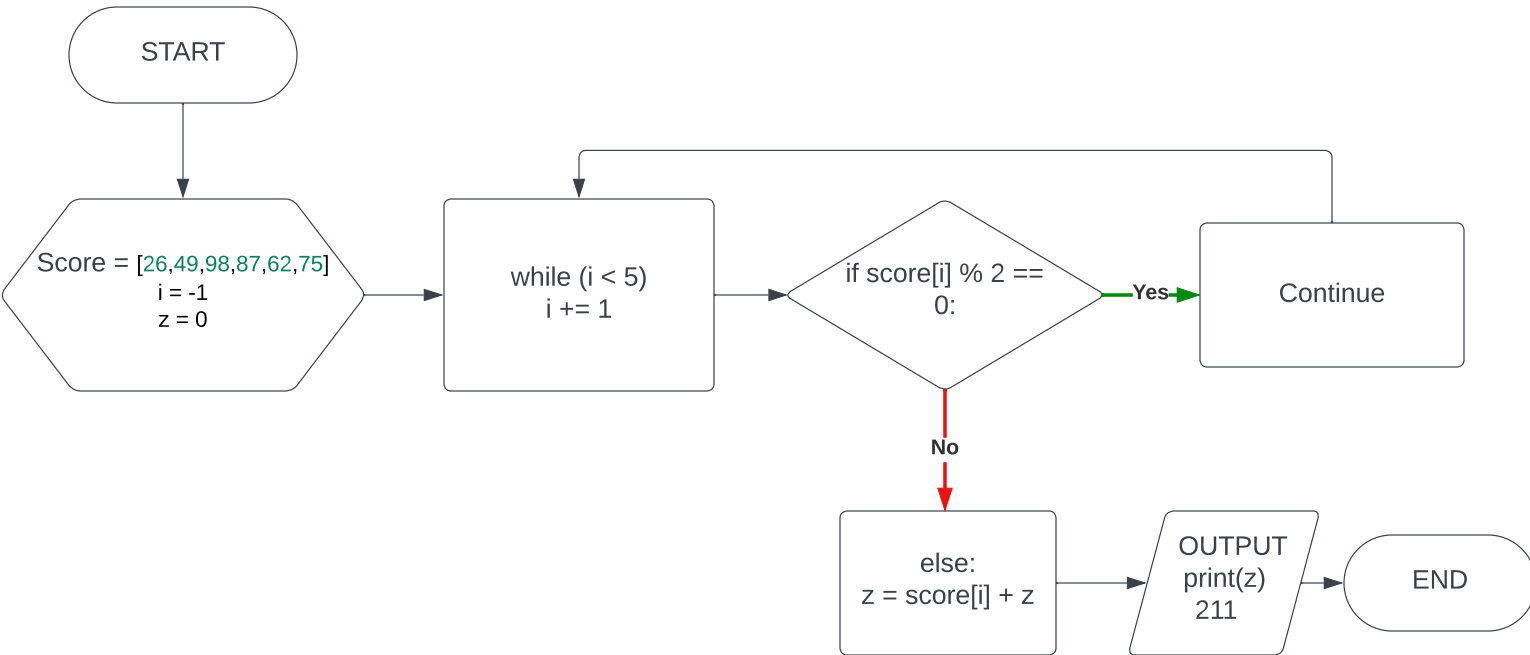 START
Score = [26,49,98,87,62,75]
i = -1
z = 0
while (i < 5)
i += 1
if score[i] % 2 ==
0:
Yes
Continue
No
else:
z = score[i] + z
OUTPUT
print(z)
211
END